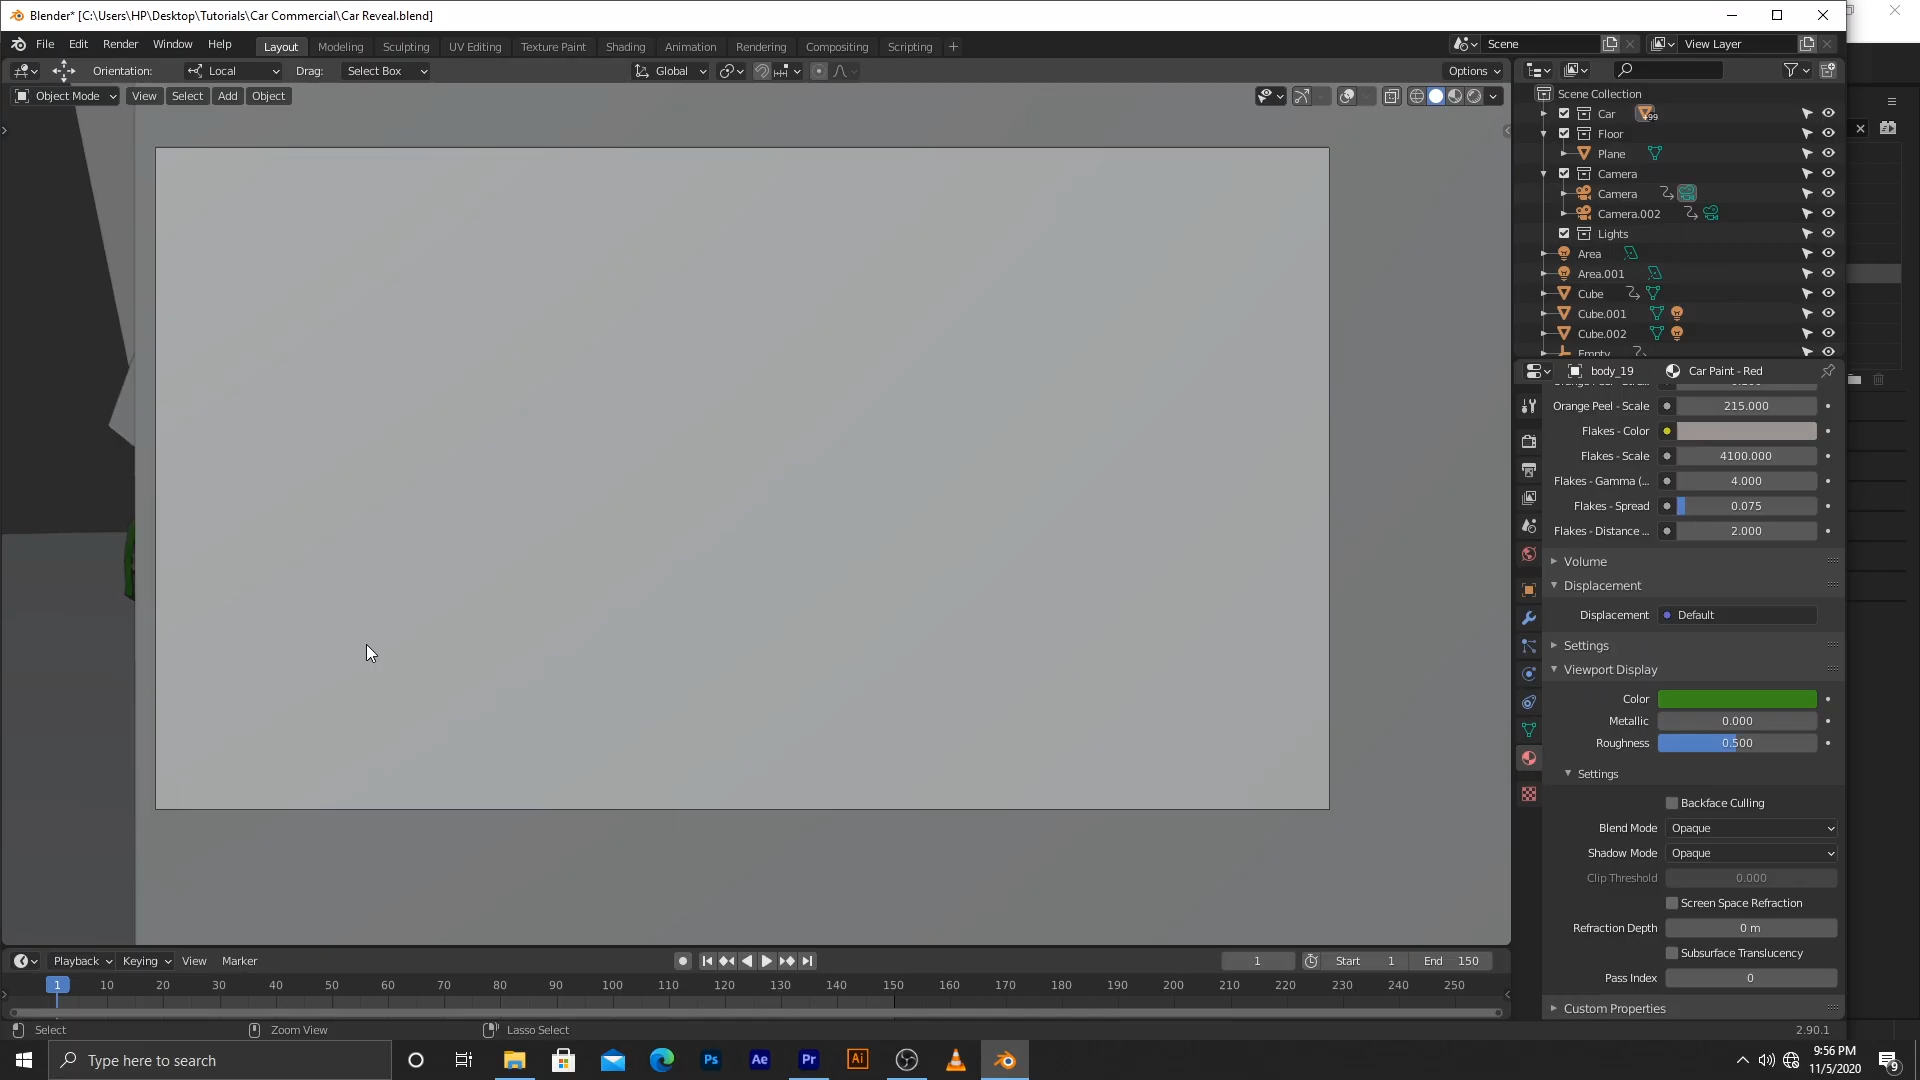 Blender* [C:\Users\HP\Desktop\Tutorials\Car Commercial\Car Reveal.blend]
File Edit Render Window Help Layout Modeling Sculpting UV Editing Texture Paint Shading Animation Rendering Compositing Scripting + Scene View Layer
Orientation: Local Drag: Select Box Global Options
Object Mode View Select Add Object
Scene Collection
Car +99
Floor
Plane
Camera
Camera
Camera.002
Lights
Area
Area.001
Cube
Cube.001
Cube.002
Empty
body_19 Car Paint - Red
Orange Peel - Scale 215.000
Flakes - Color
Flakes - Scale 4100.000
Flakes - Gamma (... 4.000
Flakes - Spread 0.075
Flakes - Distance ... 2.000
Volume
Displacement
Displacement Default
Settings
Viewport Display
Color
Metallic 0.000
Roughness 0.500
Settings
Backface Culling
Blend Mode Opaque
Shadow Mode Opaque
Clip Threshold 0.000
Screen Space Refraction
Refraction Depth 0 m
Subsurface Translucency
Pass Index 0
Custom Properties
Playback Keying View Marker 1 Start 1 End 150
1 10 20 30 40 50 60 70 80 90 100 110 120 130 140 150 160 170 180 190 200 210 220 230 240 250
Select Zoom View Lasso Select 2.90.1
Type here to search Ps Ae Pr Ai 9:56 PM
11/5/2020 9